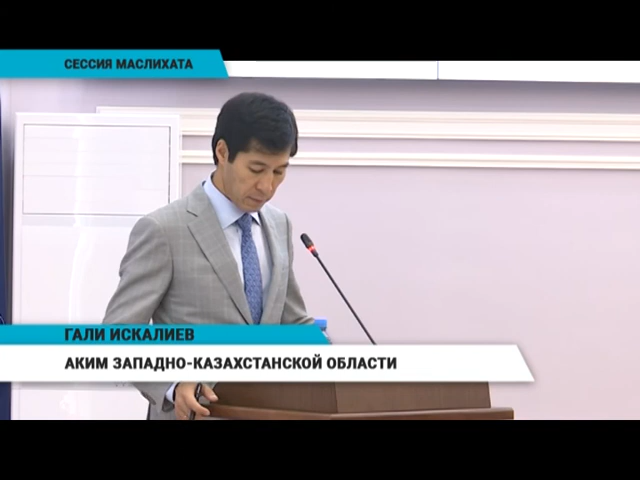 СЕССИЯ МАСЛИХАТА
ГАЛИ ИСКАЛИЕВ
АКИМ ЗАПАДНО-КАЗАХСТАНСКОЙ ОБЛАСТИ